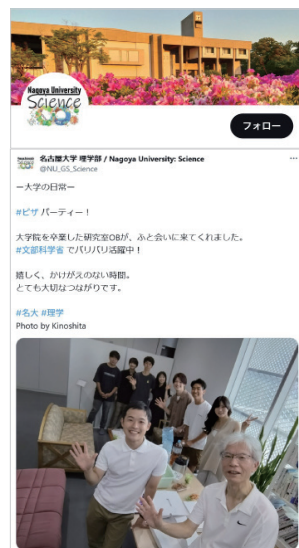 Nagoya University
Science
フォロー
名古屋大学 理学部 / Nagoya University: Science
@NU_GS_Science
ー大学の日常ー
#ピザ パーティー！
大学院を卒業した研究室OBが、ふと会いに来てくれました。
#文部科学省 でバリバリ活躍中！
嬉しく、かけがえのない時間。
とても大切なつながりです。
#名大 #理学
Photo by Kinoshita